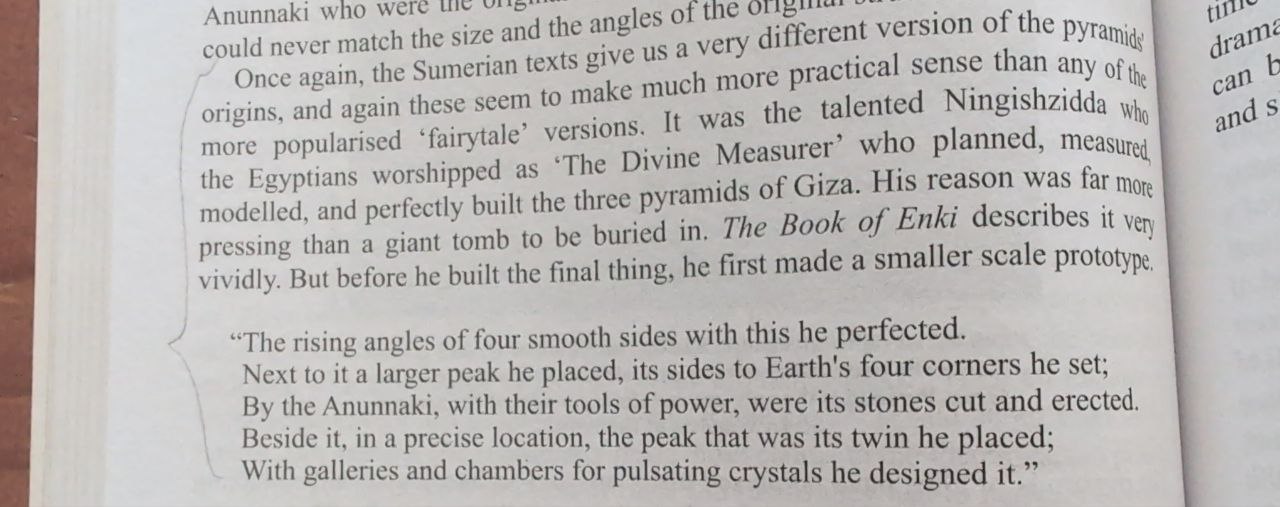 Anunnaki who were the
could never match the size and the angles of the original
Once again, the Sumerian texts give us a very different version of the pyramids'
origins, and again these seem to make much more practical sense than any of the
more popularised ‘fairytale’ versions. It was the talented Ningishzidda who
the Egyptians worshipped as ‘The Divine Measurer’ who planned, measured,
modelled, and perfectly built the three pyramids of Giza. His reason was far more
pressing than a giant tomb to be buried in. The Book of Enki describes it very
vividly. But before he built the final thing, he first made a smaller scale prototype.
“The rising angles of four smooth sides with this he perfected.
Next to it a larger peak he placed, its sides to Earth's four corners he set;
By the Anunnaki, with their tools of power, were its stones cut and erected.
Beside it, in a precise location, the peak that was its twin he placed;
With galleries and chambers for pulsating crystals he designed it.”
can
and